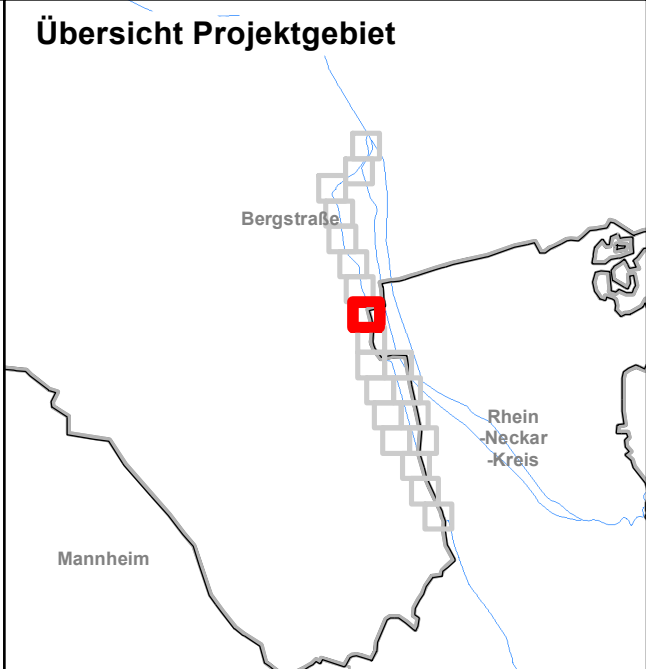 Übersicht Projektgebiet
Bergstraße
Rhein
-Neckar
-Kreis
Mannheim